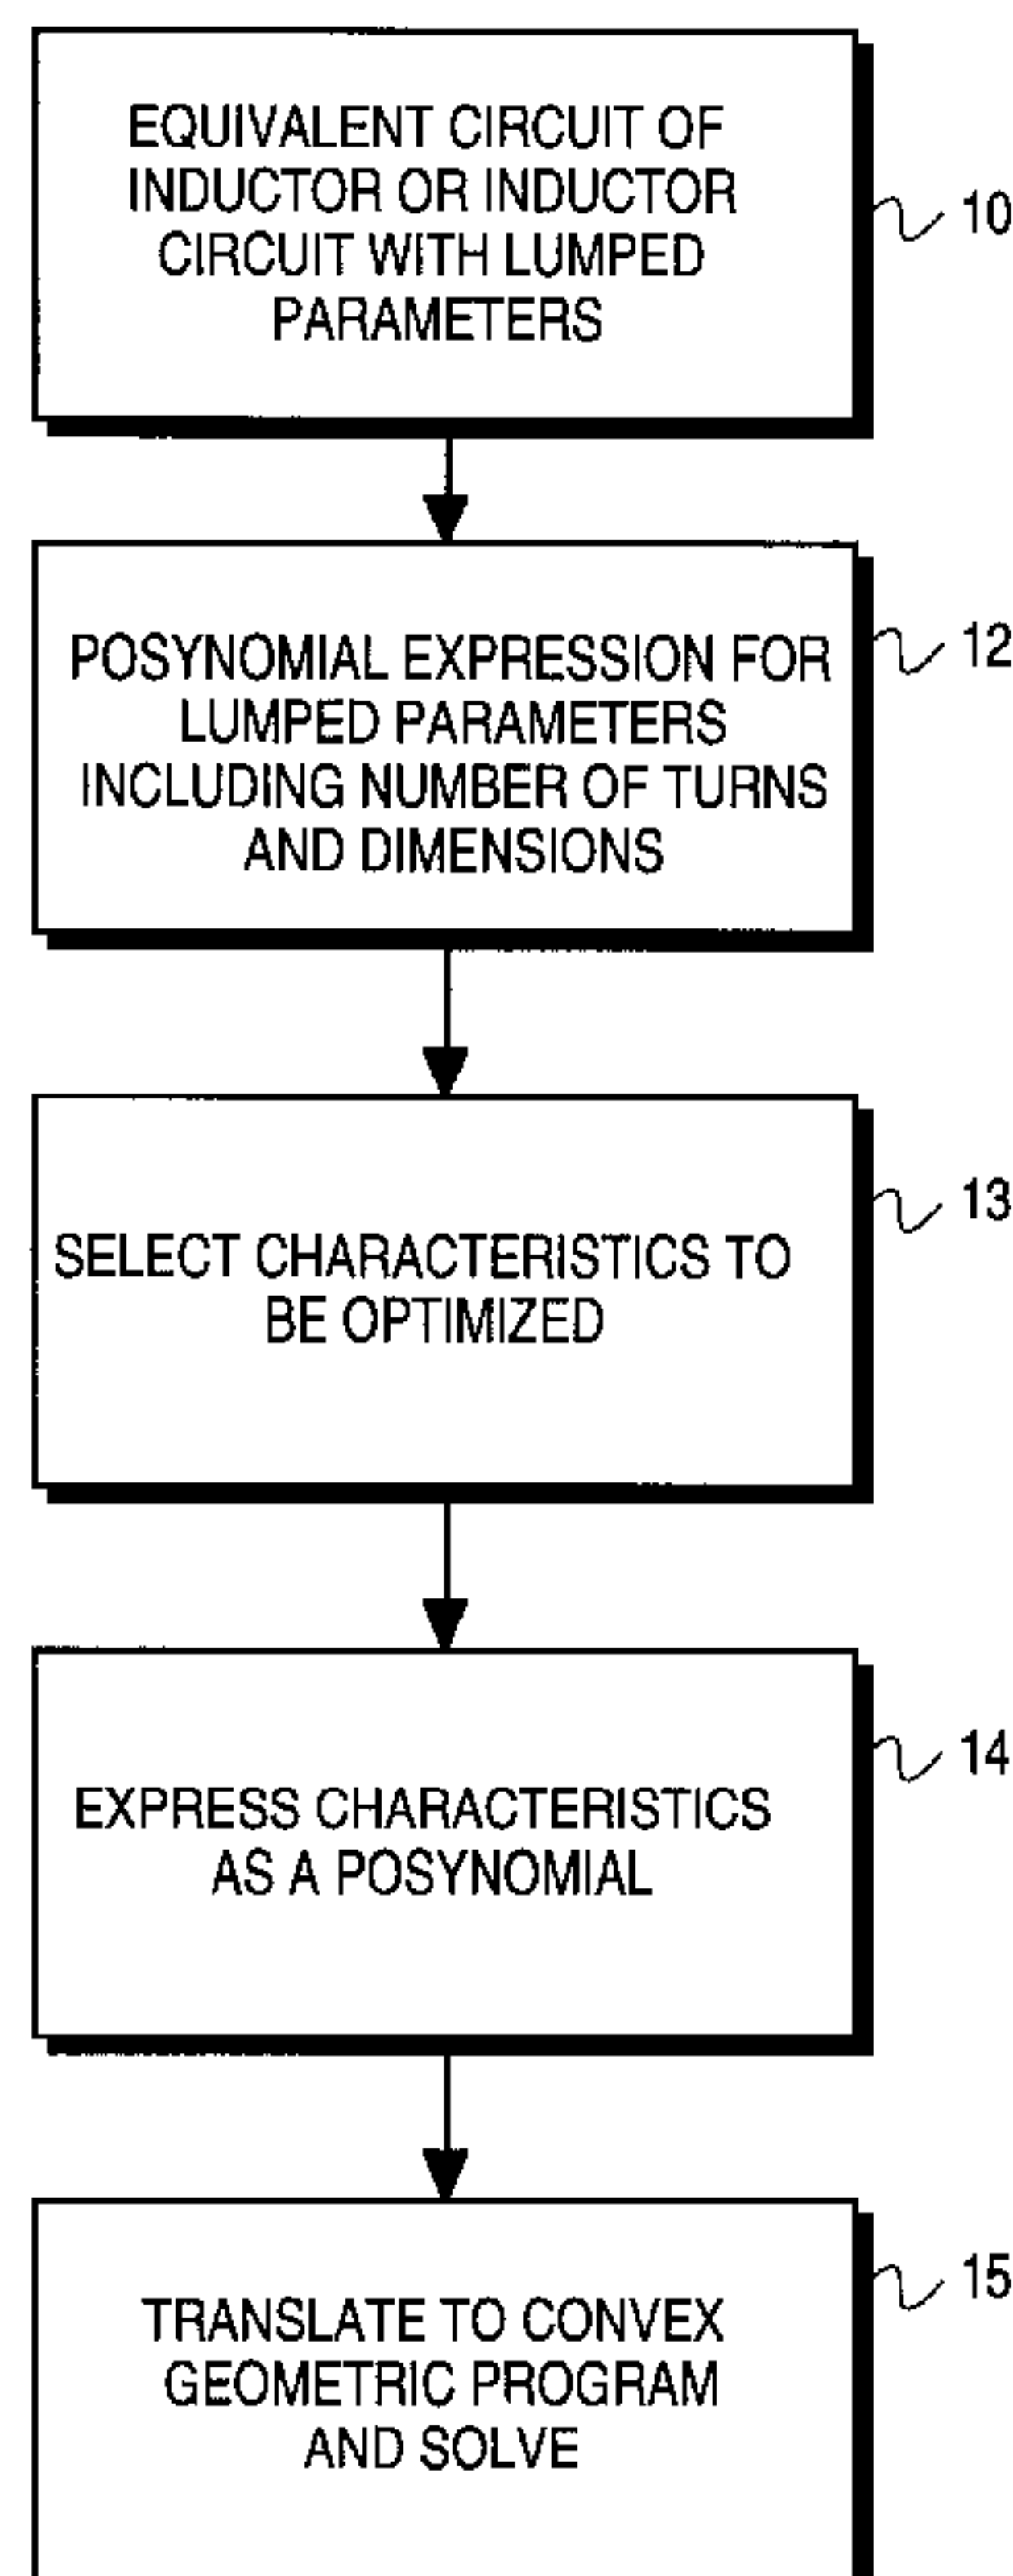 EQUIVALENT CIRCUIT OF
INDUCTOR OR INDUCTOR
CIRCUIT WITH LUMPED
PARAMETERS
10
POSYNOMIAL EXPRESSION FOR
LUMPED PARAMETERS
INCLUDING NUMBER OF TURNS
AND DIMENSIONS
12
SELECT CHARACTERISTICS TO
BE OPTIMIZED
13
EXPRESS CHARACTERISTICS
AS A POSYNOMIAL
14
TRANSLATE TO CONVEX
GEOMETRIC PROGRAM
AND SOLVE
15